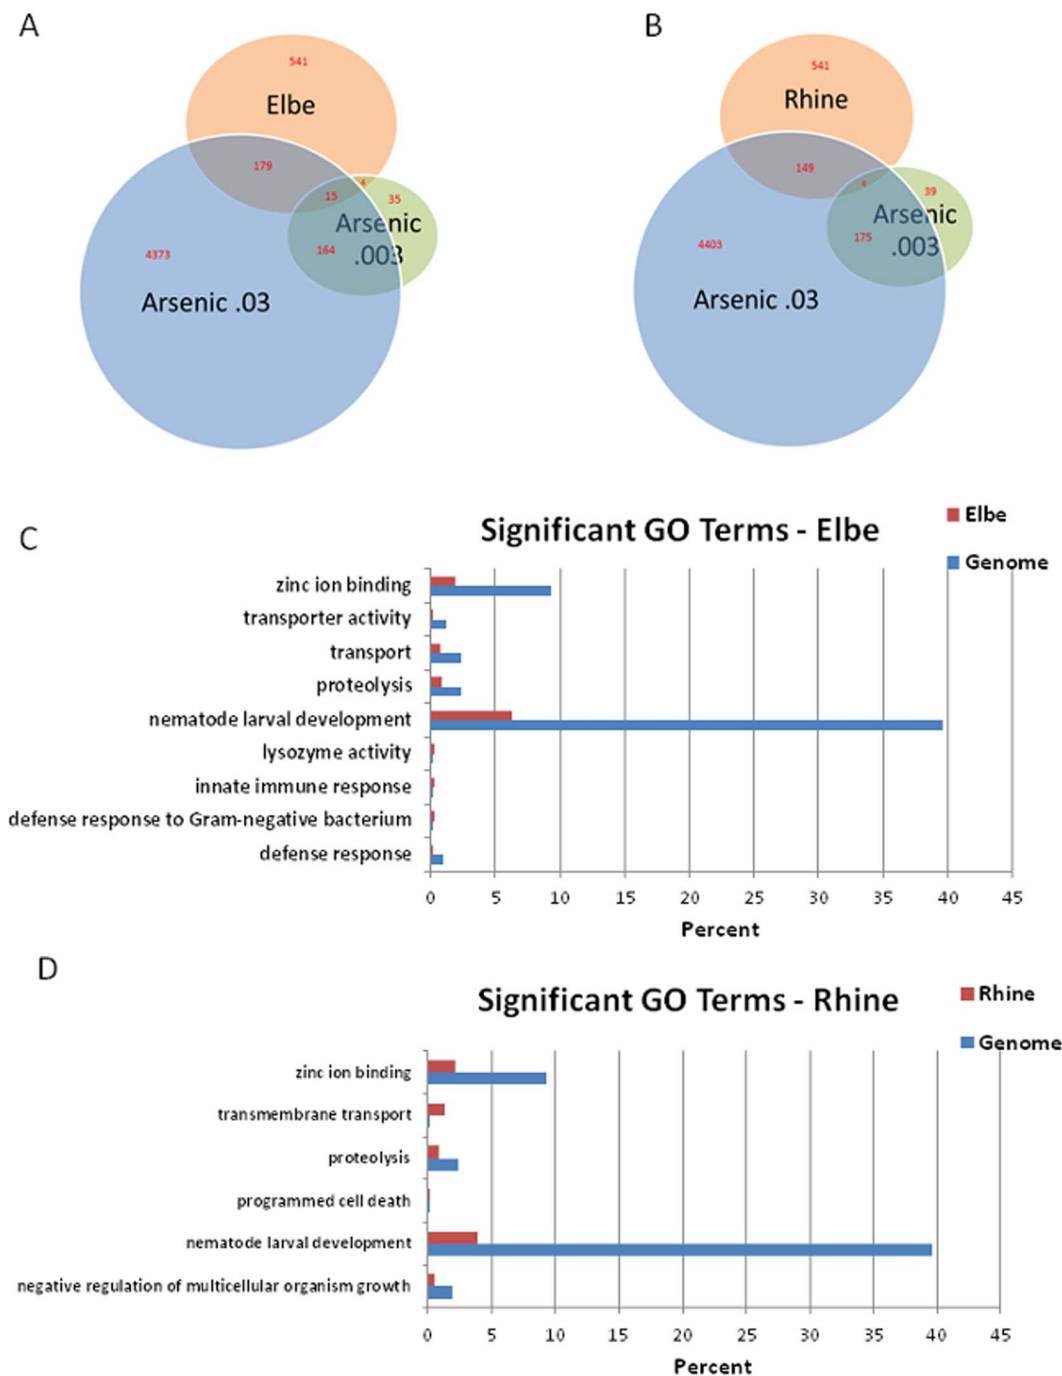 A
B
541
541
Elbe
Rhine
179
149
4
4
15
35
39
Arsenic
.003
Arsenic
.003
164
175
4373
4403
Arsenic .03
Arsenic .03
C
Significant GO Terms - Elbe
Elbe
Genome
zinc ion binding
transporter activity
transport
proteolysis
nematode larval development
lysozyme activity
innate immune response
defense response to Gram-negative bacterium
defense response
0 5 10 15 20 25 30 35 40 45
Percent
D
Significant GO Terms - Rhine
Rhine
Genome
zinc ion binding
transmembrane transport
proteolysis
programmed cell death
nematode larval development
negative regulation of multicellular organism growth
0 5 10 15 20 25 30 35 40 45
Percent